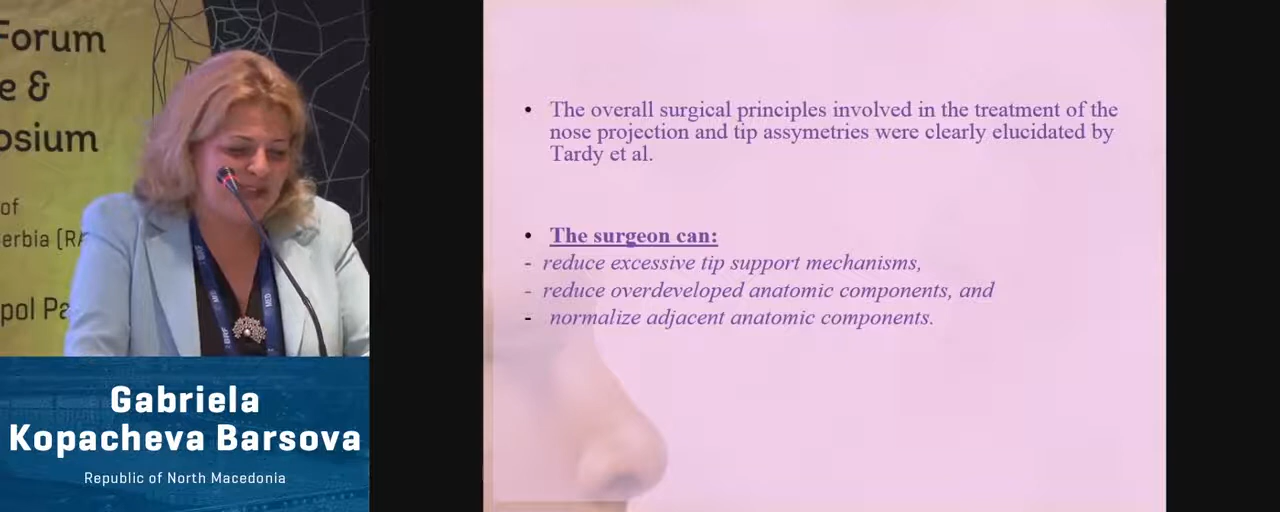 Forum
e &
osium
of
erbia (RA
pol Pa
Gabriela
Kopacheva Barsova
Republic of North Macedonia
• The overall surgical principles involved in the treatment of the
nose projection and tip assymetries were clearly elucidated by
Tardy et al.
• The surgeon can:
- reduce excessive tip support mechanisms,
- reduce overdeveloped anatomic components, and
- normalize adjacent anatomic components.